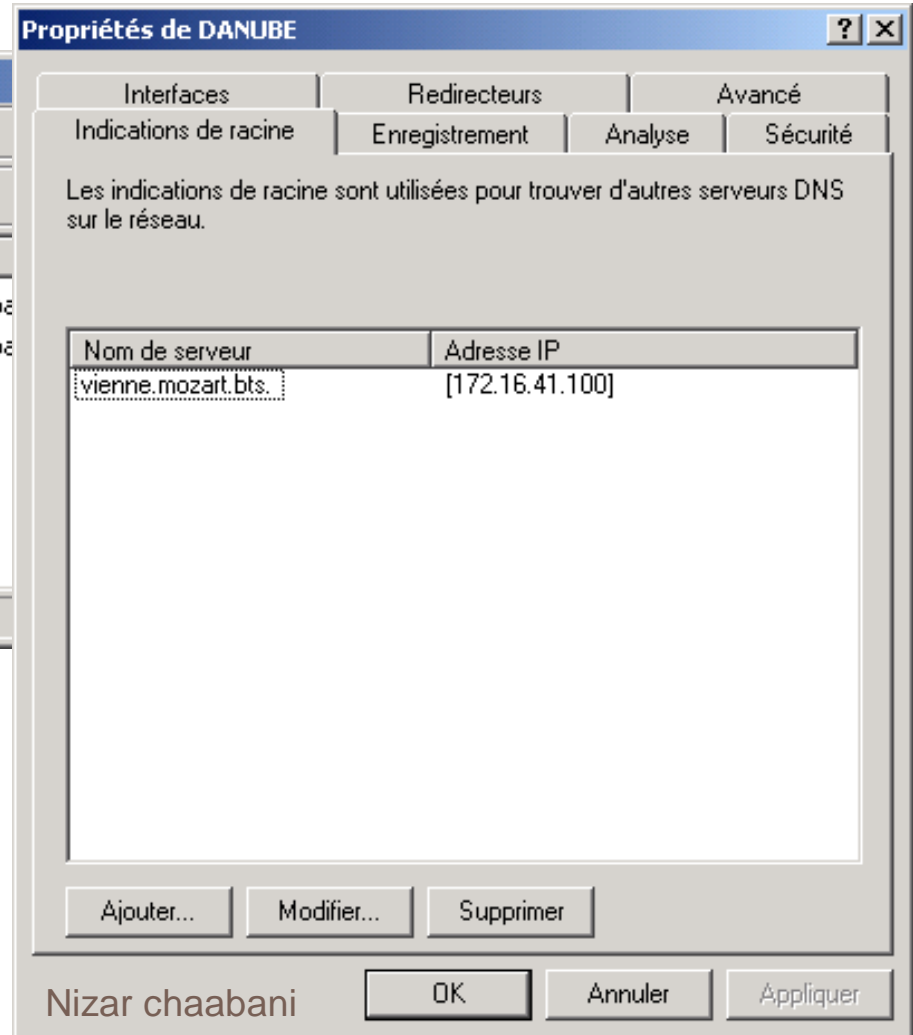 Propriétés de DANUBE
Interfaces Redirecteurs Avancé
Indications de racine Enregistrement Analyse Sécurité
Les indications de racine sont utilisées pour trouver d'autres serveurs DNS
sur le réseau.
Nom de serveur Adresse IP
vienne.mozart.bts. [172.16.41.100]
Ajouter... Modifier... Supprimer
Nizar chaabani OK Annuler Appliquer